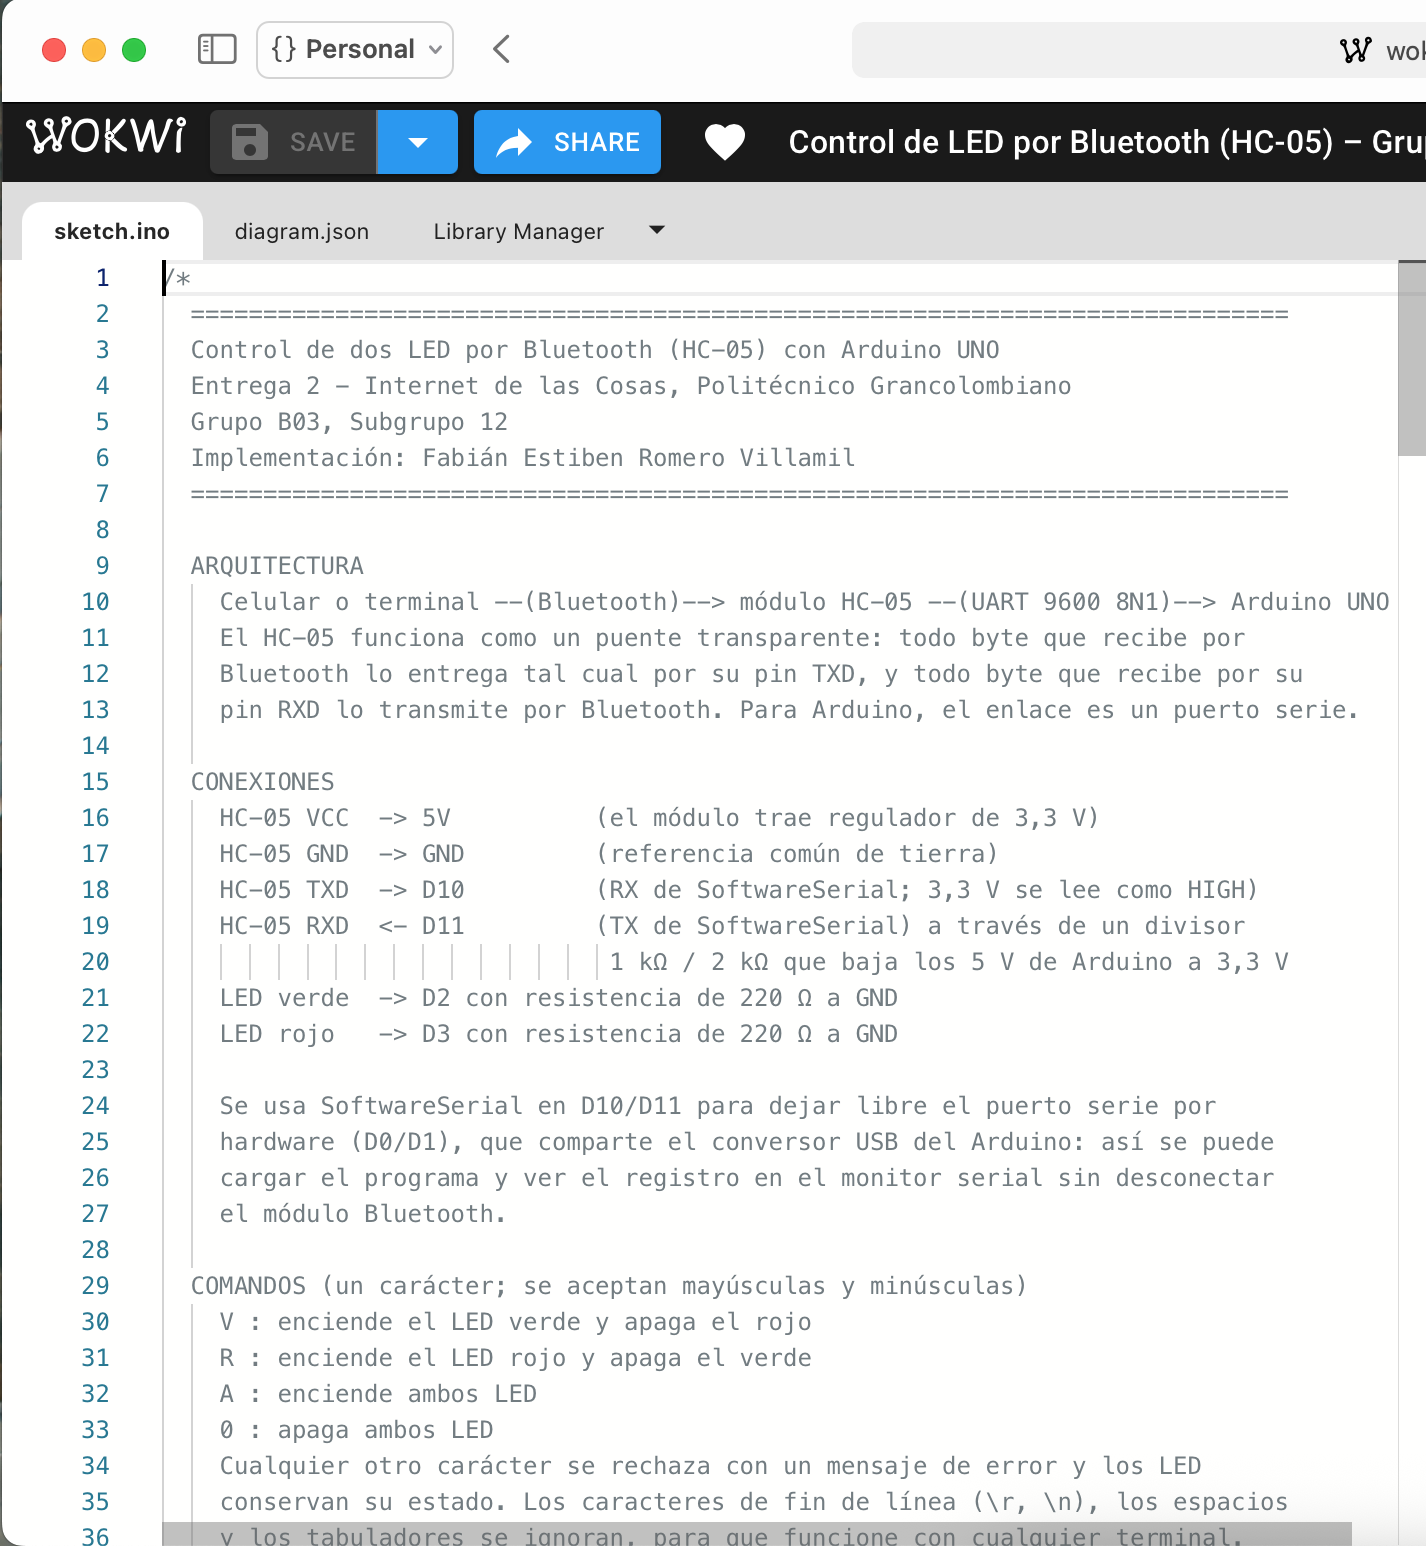 {} Personal
wok
WOKWi SAVE SHARE Control de LED por Bluetooth (HC-05) – Gru
sketch.ino diagram.json Library Manager
1 /*
2 ============================================================================
3 Control de dos LED por Bluetooth (HC-05) con Arduino UNO
4 Entrega 2 - Internet de las Cosas, Politécnico Grancolombiano
5 Grupo B03, Subgrupo 12
6 Implementación: Fabián Estiben Romero Villamil
7 ============================================================================
8
9 ARQUITECTURA
10 Celular o terminal --(Bluetooth)--> módulo HC-05 --(UART 9600 8N1)--> Arduino UNO
11 El HC-05 funciona como un puente transparente: todo byte que recibe por
12 Bluetooth lo entrega tal cual por su pin TXD, y todo byte que recibe por su
13 pin RXD lo transmite por Bluetooth. Para Arduino, el enlace es un puerto serie.
14
15 CONEXIONES
16 HC-05 VCC -> 5V (el módulo trae regulador de 3,3 V)
17 HC-05 GND -> GND (referencia común de tierra)
18 HC-05 TXD -> D10 (RX de SoftwareSerial; 3,3 V se lee como HIGH)
19 HC-05 RXD <- D11 (TX de SoftwareSerial) a través de un divisor
20 1 kΩ / 2 kΩ que baja los 5 V de Arduino a 3,3 V
21 LED verde -> D2 con resistencia de 220 Ω a GND
22 LED rojo -> D3 con resistencia de 220 Ω a GND
23
24 Se usa SoftwareSerial en D10/D11 para dejar libre el puerto serie por
25 hardware (D0/D1), que comparte el conversor USB del Arduino: así se puede
26 cargar el programa y ver el registro en el monitor serial sin desconectar
27 el módulo Bluetooth.
28
29 COMANDOS (un carácter; se aceptan mayúsculas y minúsculas)
30 V : enciende el LED verde y apaga el rojo
31 R : enciende el LED rojo y apaga el verde
32 A : enciende ambos LED
33 0 : apaga ambos LED
34 Cualquier otro carácter se rechaza con un mensaje de error y los LED
35 conservan su estado. Los caracteres de fin de línea (\r, \n), los espacios
36 y los tabuladores se ignoran, para que funcione con cualquier terminal.